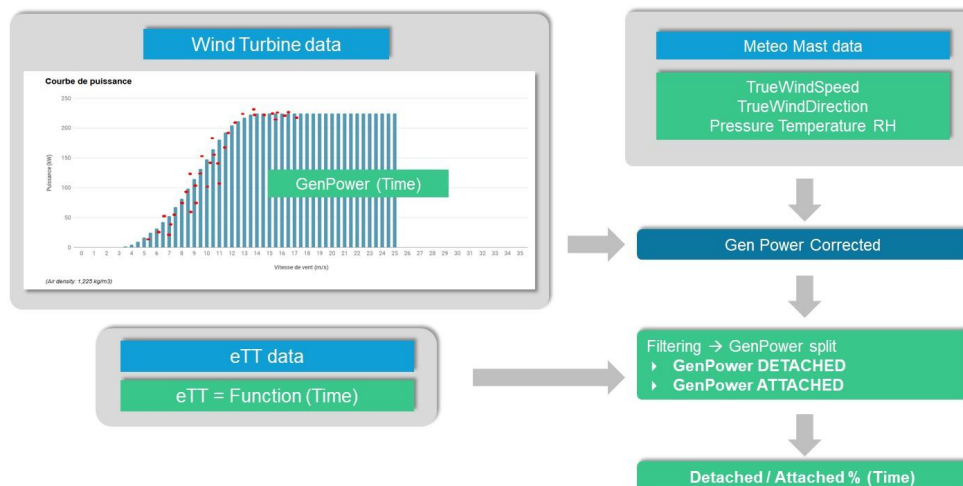 Wind Turbine data
Courbe de puissance
250
200
150
100
50
0
Puissance (kW)
GenPower (Time)
0 1 2 3 4 5 6 7 8 9 10 11 12 13 14 15 16 17 18 19 20 21 22 23 24 25 26 27 28 29 30 31 32 33 34 35
Vitesse de vent (m/s)
(Air density: 1,225 kg/m3)
Meteo Mast data
TrueWindSpeed
TrueWindDirection
Pressure Temperature RH
Gen Power Corrected
eTT data
eTT = Function (Time)
Filtering → GenPower split
GenPower DETACHED
GenPower ATTACHED
Detached / Attached % (Time)